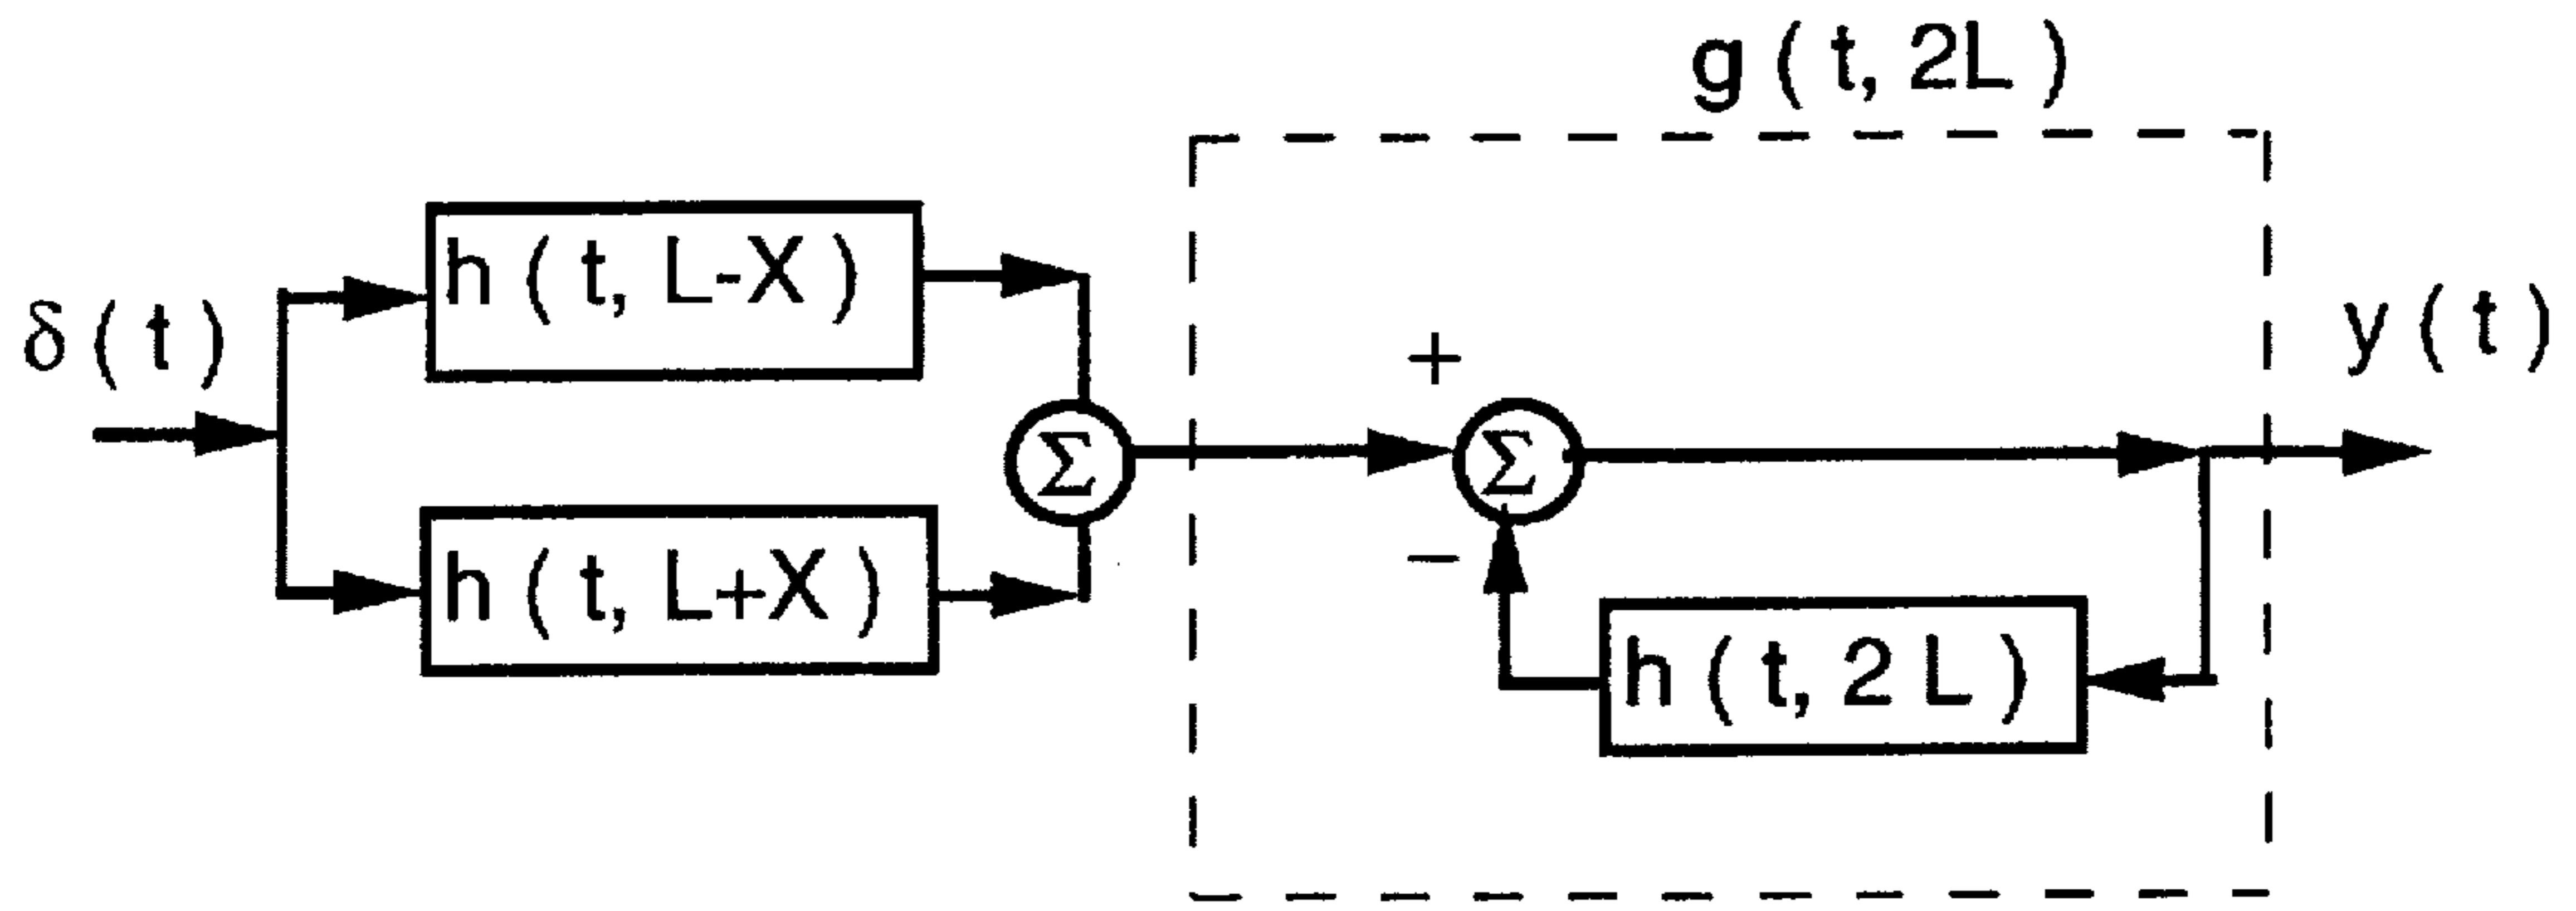 g ( t, 2L )
h ( t, L-X )
δ ( t )
y ( t )
+
Σ
Σ
−
h ( t, L+X )
h ( t, 2 L )